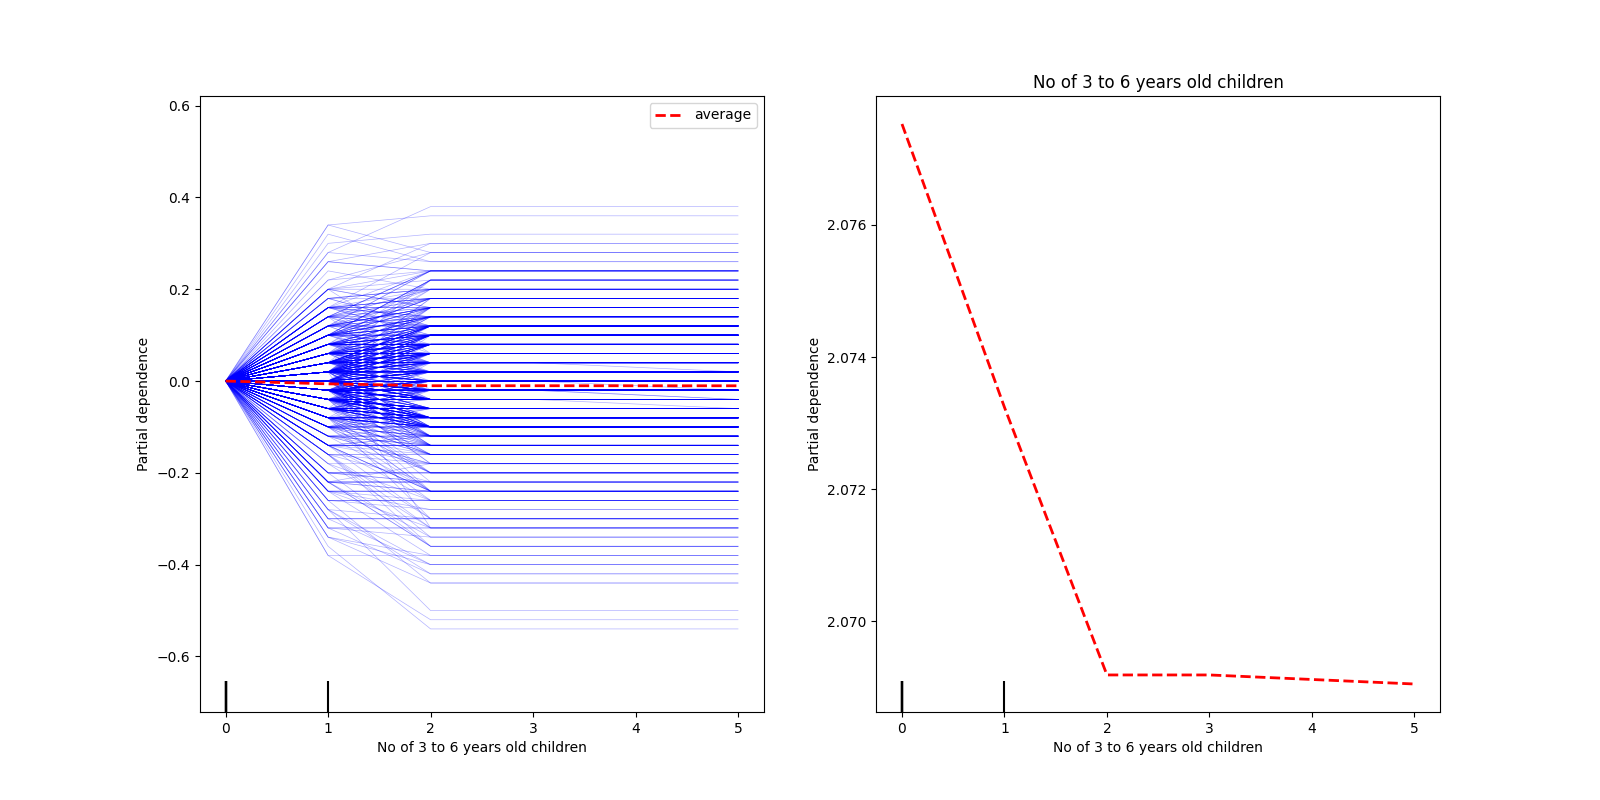 No of 3 to 6 years old children
0.6
average
0.4
0.2
0.0
−0.2
−0.4
−0.6
Partial dependence
0 1 2 3 4 5
No of 3 to 6 years old children
2.076
2.074
2.072
2.070
Partial dependence
0 1 2 3 4 5
No of 3 to 6 years old children